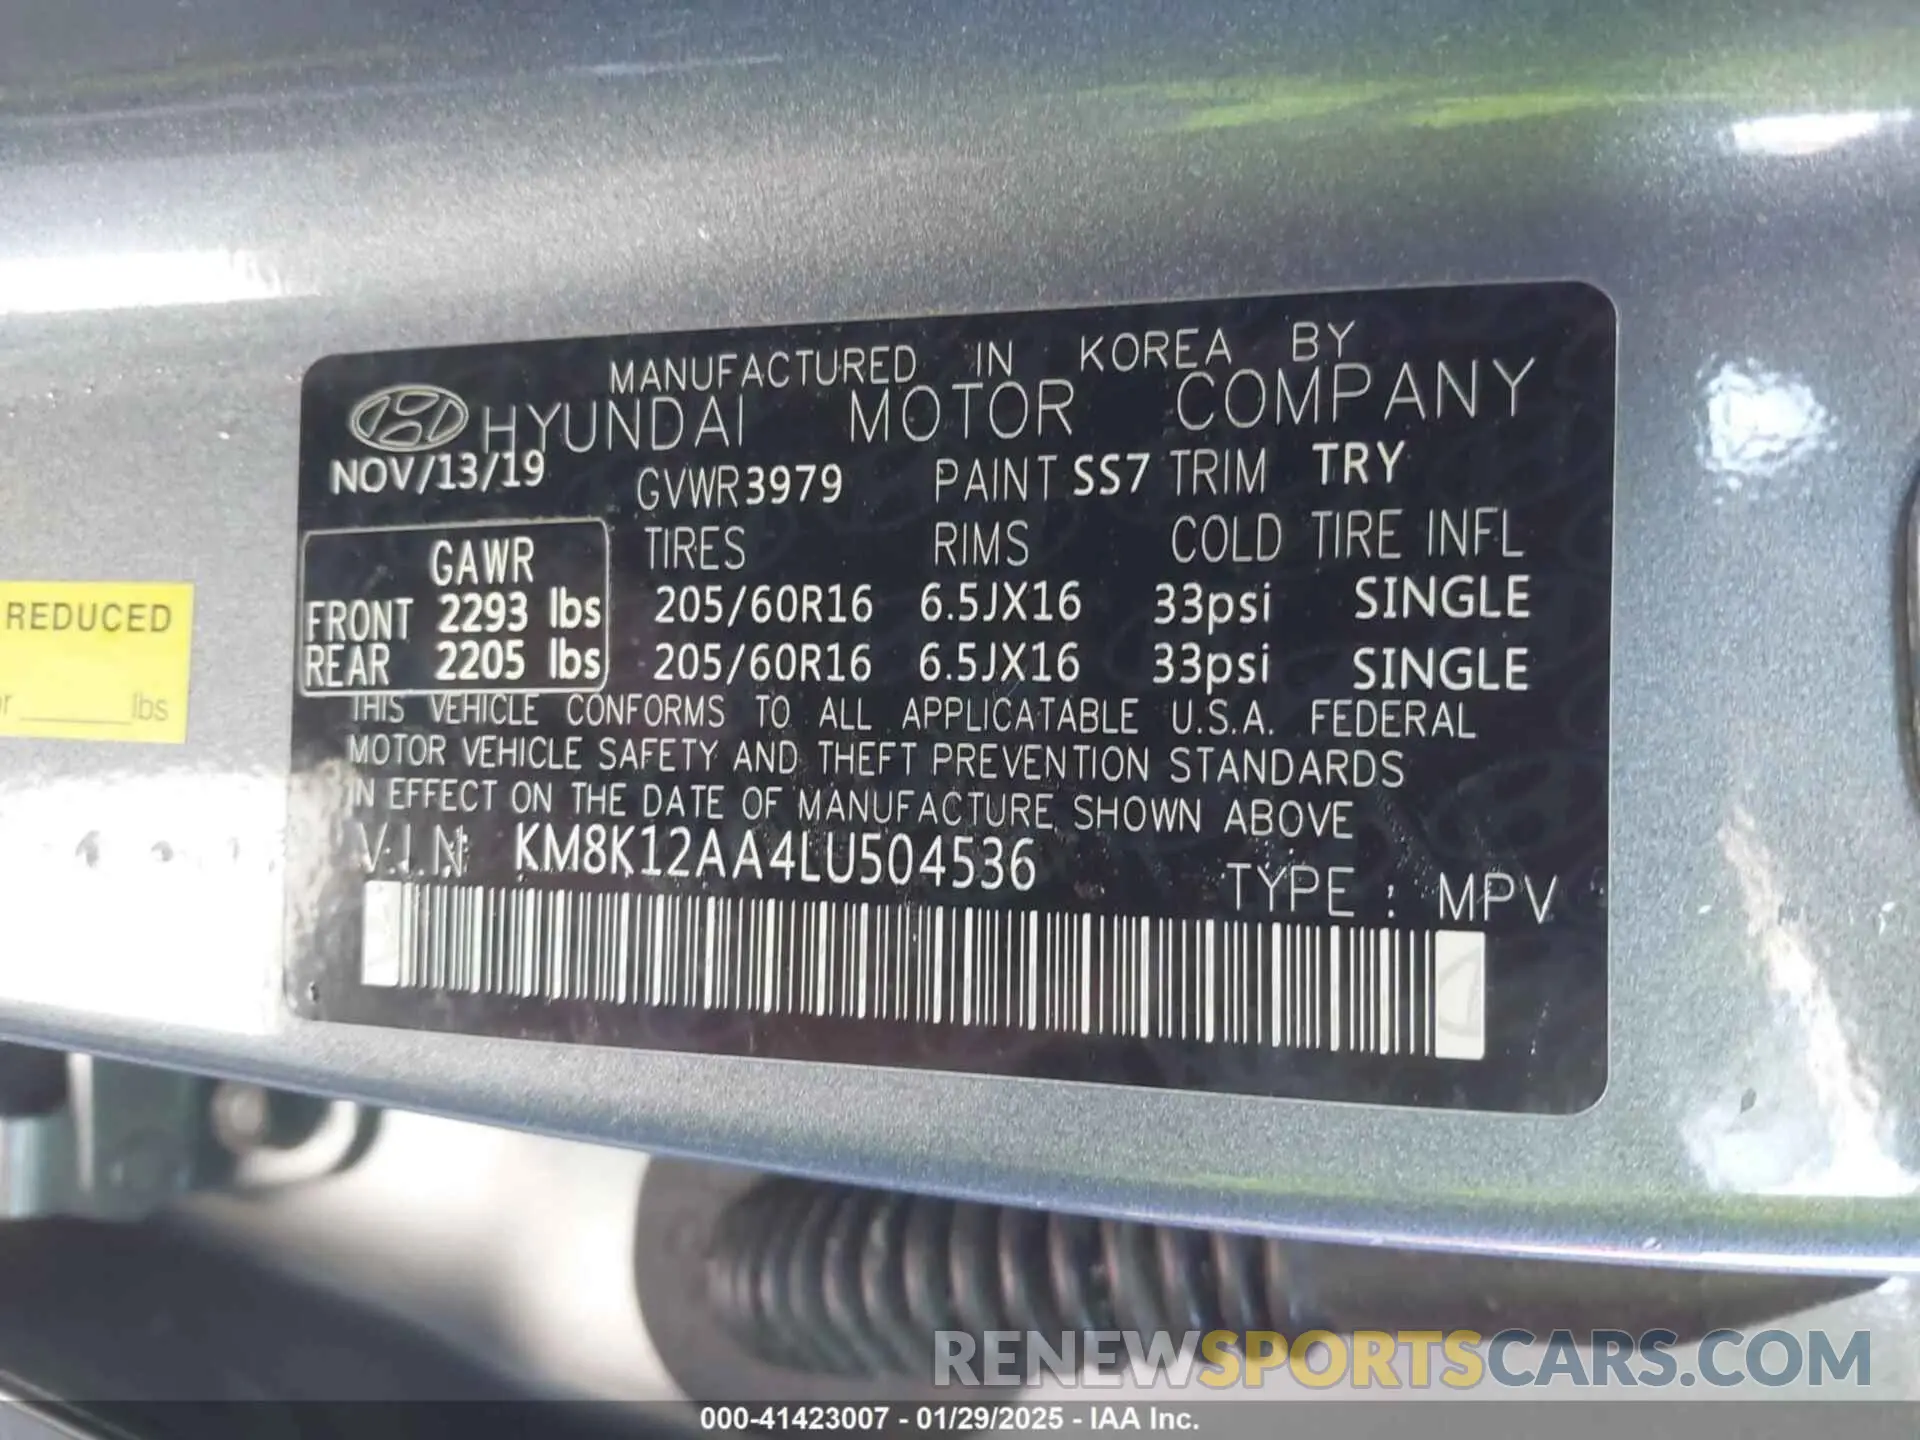 MANUFACTURED IN KOREA BY
HYUNDAI MOTOR COMPANY
NOV/13/19 GVWR 3979 PAINT SS7 TRIM TRY
GAWR TIRES RIMS COLD TIRE INFL
FRONT 2293 lbs 205/60R16 6.5JX16 33psi SINGLE
REAR 2205 lbs 205/60R16 6.5JX16 33psi SINGLE
THIS VEHICLE CONFORMS TO ALL APPLICATABLE U.S.A. FEDERAL
MOTOR VEHICLE SAFETY AND THEFT PREVENTION STANDARDS
IN EFFECT ON THE DATE OF MANUFACTURE SHOWN ABOVE
V.I.N KM8K12AA4LU504536
TYPE : MPV
REDUCED
lbs
RENEWSPORTSCARS.COM
000-41423007 - 01/29/2025 - IAA Inc.